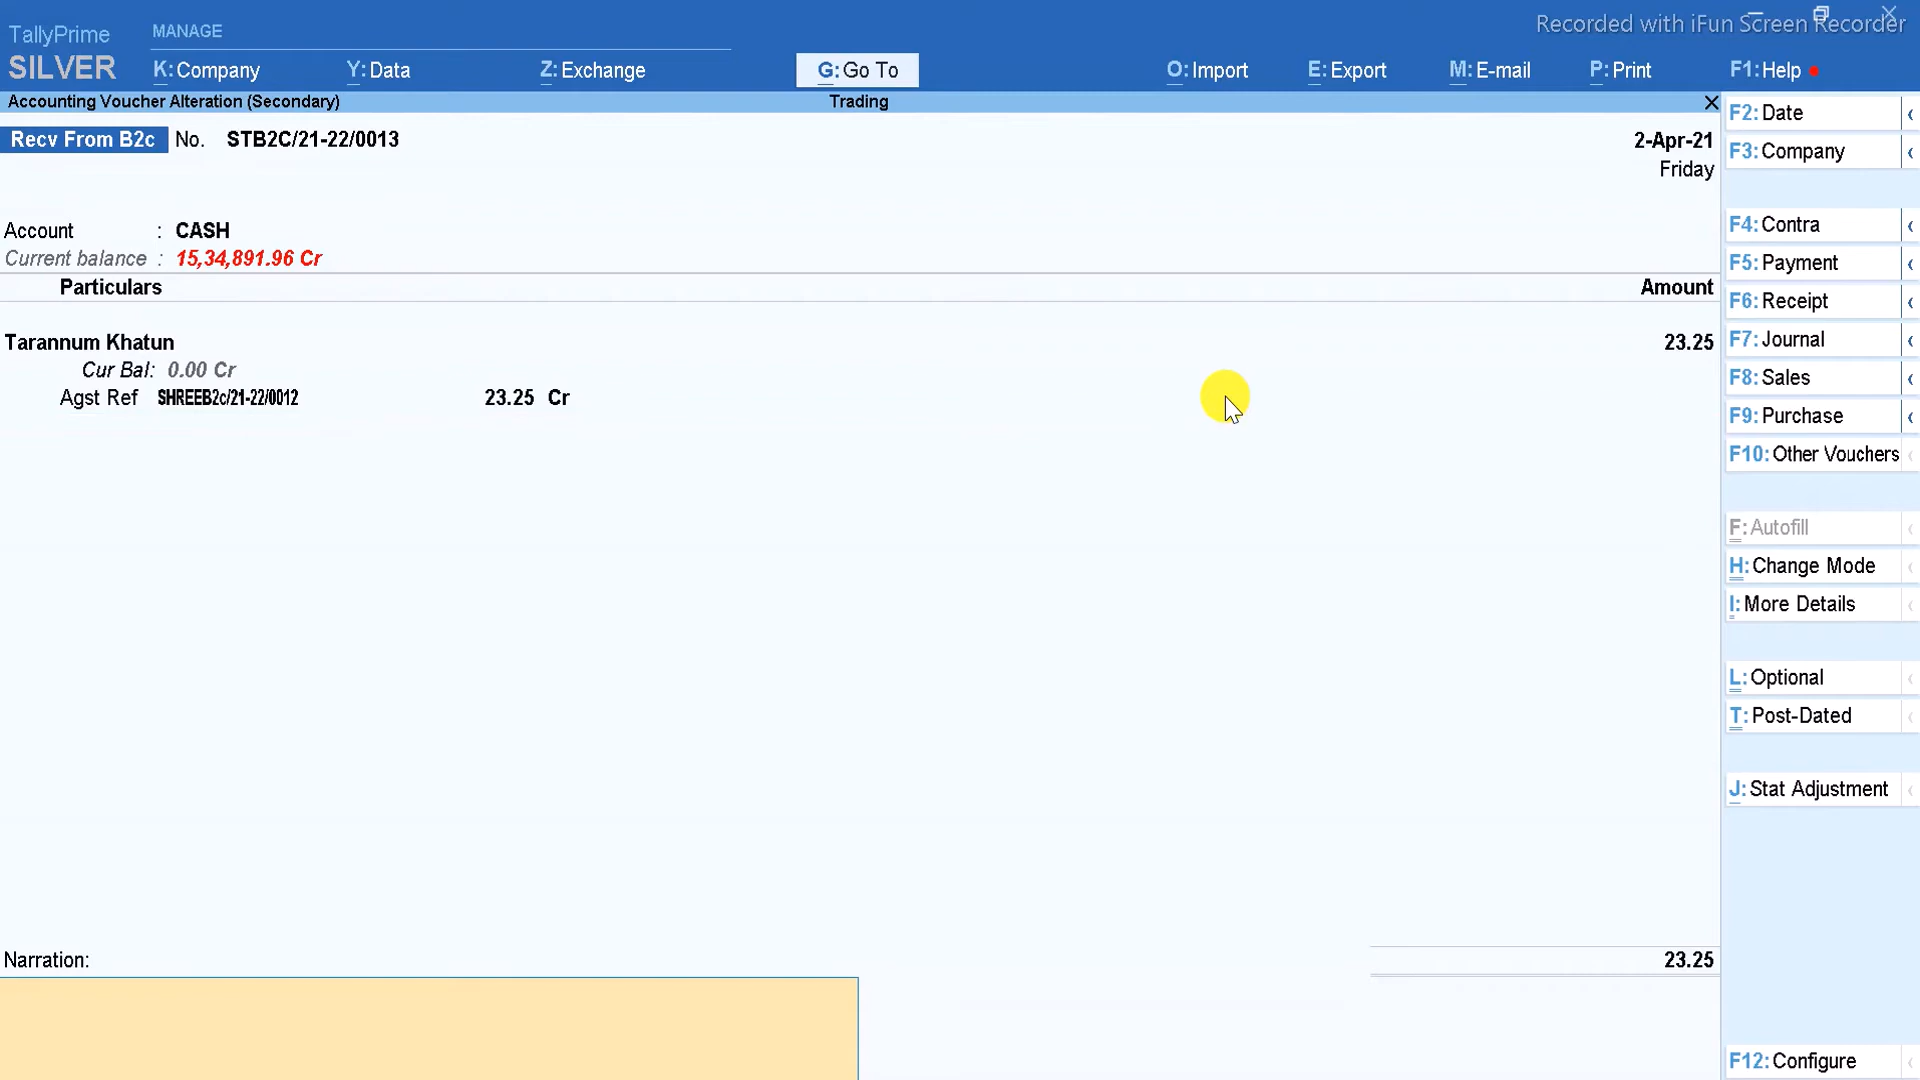 Recorded with iFun Screen Recorder
TallyPrime
SILVER
MANAGE
K: Company
Y: Data
Z: Exchange
G: Go To
O: Import
E: Export
M: E-mail
P: Print
F1: Help
Accounting Voucher Alteration (Secondary)
Trading
Recv From B2c No. STB2C/21-22/0013
2-Apr-21
Friday
Account : CASH
Current balance : 15,34,891.96 Cr
Particulars Amount
Tarannum Khatun 23.25
Cur Bal: 0.00 Cr
Agst Ref SHREEB2c/21-22/0012 23.25 Cr
Narration: 23.25
F2: Date
F3: Company
F4: Contra
F5: Payment
F6: Receipt
F7: Journal
F8: Sales
F9: Purchase
F10: Other Vouchers
F: Autofill
H: Change Mode
I: More Details
L: Optional
T: Post-Dated
J: Stat Adjustment
F12: Configure